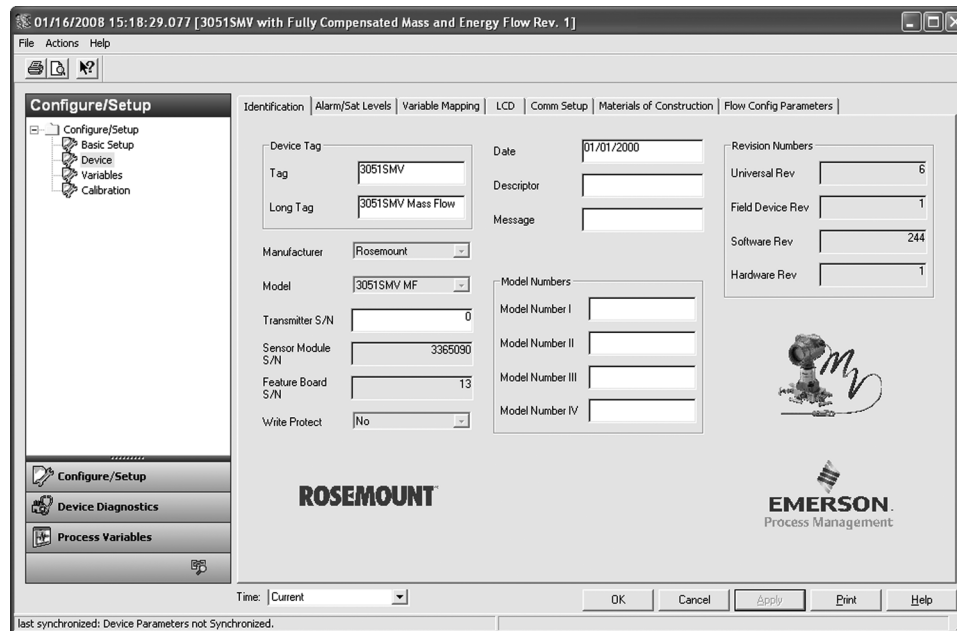 01/16/2008 15:18:29.077 [3051SMV with Fully Compensated Mass and Energy Flow Rev. 1]
File Actions Help
Configure/Setup
Configure/Setup
Basic Setup
Device
Variables
Calibration
Configure/Setup
Device Diagnostics
Process Variables
Identification Alarm/Sat Levels Variable Mapping LCD Comm Setup Materials of Construction Flow Config Parameters
Device Tag
Tag 3051SMV
Long Tag 3051SMV Mass Flow
Manufacturer Rosemount
Model 3051SMV MF
Transmitter S/N 0
Sensor Module S/N 3365090
Feature Board S/N 13
Write Protect No
Date 01/01/2000
Descriptor
Message
Model Numbers
Model Number I
Model Number II
Model Number III
Model Number IV
Revision Numbers
Universal Rev 6
Field Device Rev 1
Software Rev 244
Hardware Rev 1
MV
ROSEMOUNT
EMERSON.
Process Management
Time: Current
OK Cancel Apply Print Help
last synchronized: Device Parameters not Synchronized.